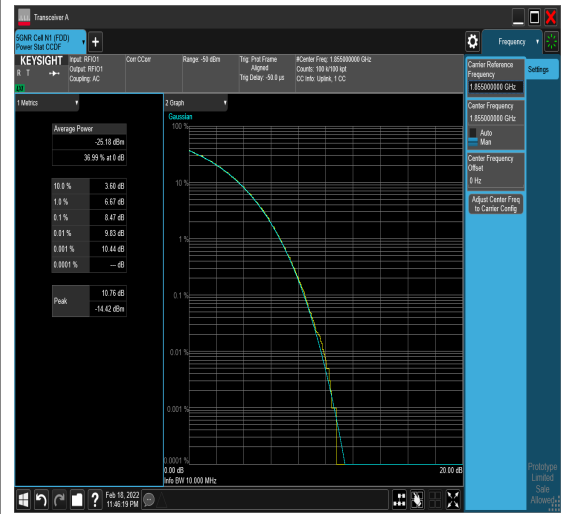 Transceiver A
5GNR Cell N1 (FDD)
Power Stat CCDF
Frequency
KEYSIGHT
R T
Input: RFIO1
Output: RFIO1
Coupling: AC
Corr CCorr
Range: -50 dBm
Trig: Prist Frame
Aligned
Trig Delay: -50.0 µs
#Center Freq: 1.855000000 GHz
Counts: 100 k/100 kpt
CC Info: Uplink, 1 CC
1 Metrics
Average Power
-25.18 dBm
36.99 % at 0 dB
10.0 % 3.60 dB
1.0 % 6.67 dB
0.1 % 8.47 dB
0.01 % 9.83 dB
0.001 % 10.44 dB
0.0001 % --- dB
Peak
10.76 dB
-14.42 dBm
2 Graph
Gaussian
100 %
10 %
1 %
0.1 %
0.01 %
0.001 %
0.0001 %
0.00 dB 20.00 dB
Info BW 10.000 MHz
Carrier Reference
Frequency
1.855000000 GHz
Center Frequency
1.855000000 GHz
Auto
Man
Center Frequency
Offset
0 Hz
Adjust Center Freq
to Carrier Config
Settings
Prototype
Limited
Sale
Allowed
?
Feb 18, 2022
11:46:19 PM